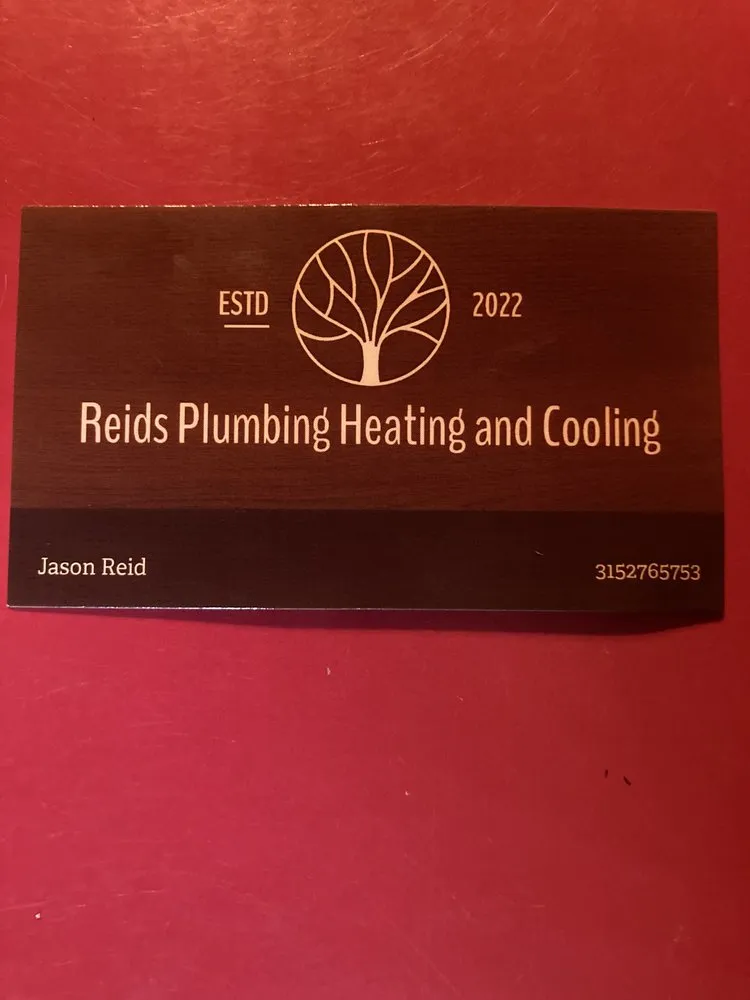 ESTD 2022
Reids Plumbing Heating and Cooling
Jason Reid 3152765753